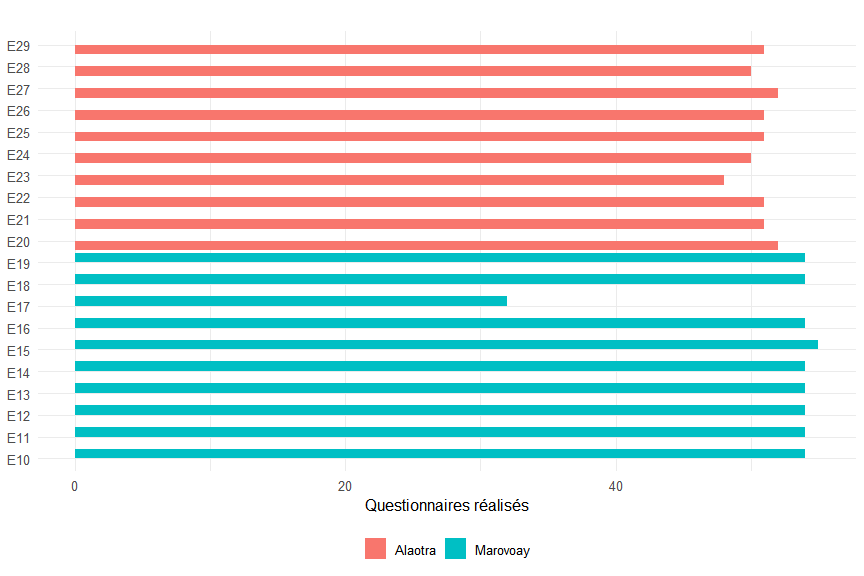 E29
E28
E27
E26
E25
E24
E23
E22
E21
E20
E19
E18
E17
E16
E15
E14
E13
E12
E11
E10
0 20 40
Questionnaires réalisés
Alaotra Marovoay